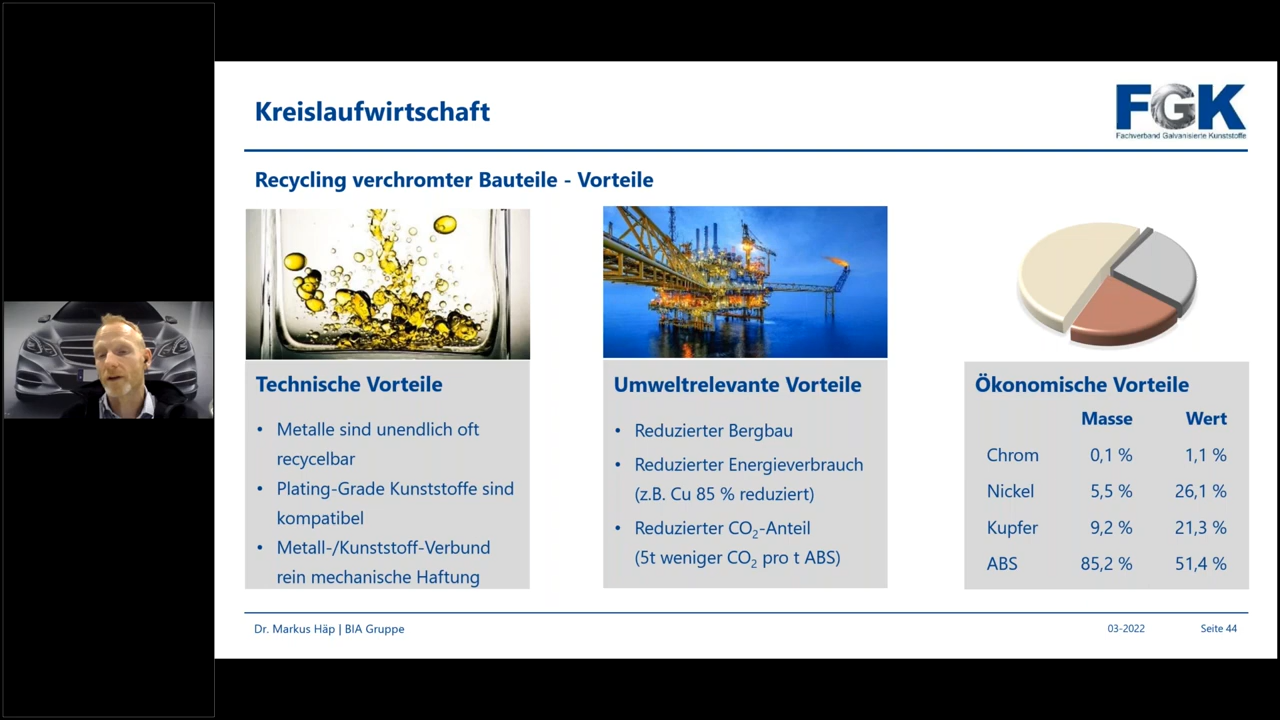 Kreislaufwirtschaft
FGK
Fachverband Galvanisierte Kunststoffe
Recycling verchromter Bauteile - Vorteile
Technische Vorteile
• Metalle sind unendlich oft
recycelbar
• Plating-Grade Kunststoffe sind
kompatibel
• Metall-/Kunststoff-Verbund
rein mechanische Haftung
Umweltrelevante Vorteile
• Reduzierter Bergbau
• Reduzierter Energieverbrauch
(z.B. Cu 85 % reduziert)
• Reduzierter CO₂-Anteil
(5t weniger CO₂ pro t ABS)
Ökonomische Vorteile
Masse Wert
Chrom 0,1 % 1,1 %
Nickel 5,5 % 26,1 %
Kupfer 9,2 % 21,3 %
ABS 85,2 % 51,4 %
Dr. Markus Häp | BIA Gruppe
03-2022
Seite 44